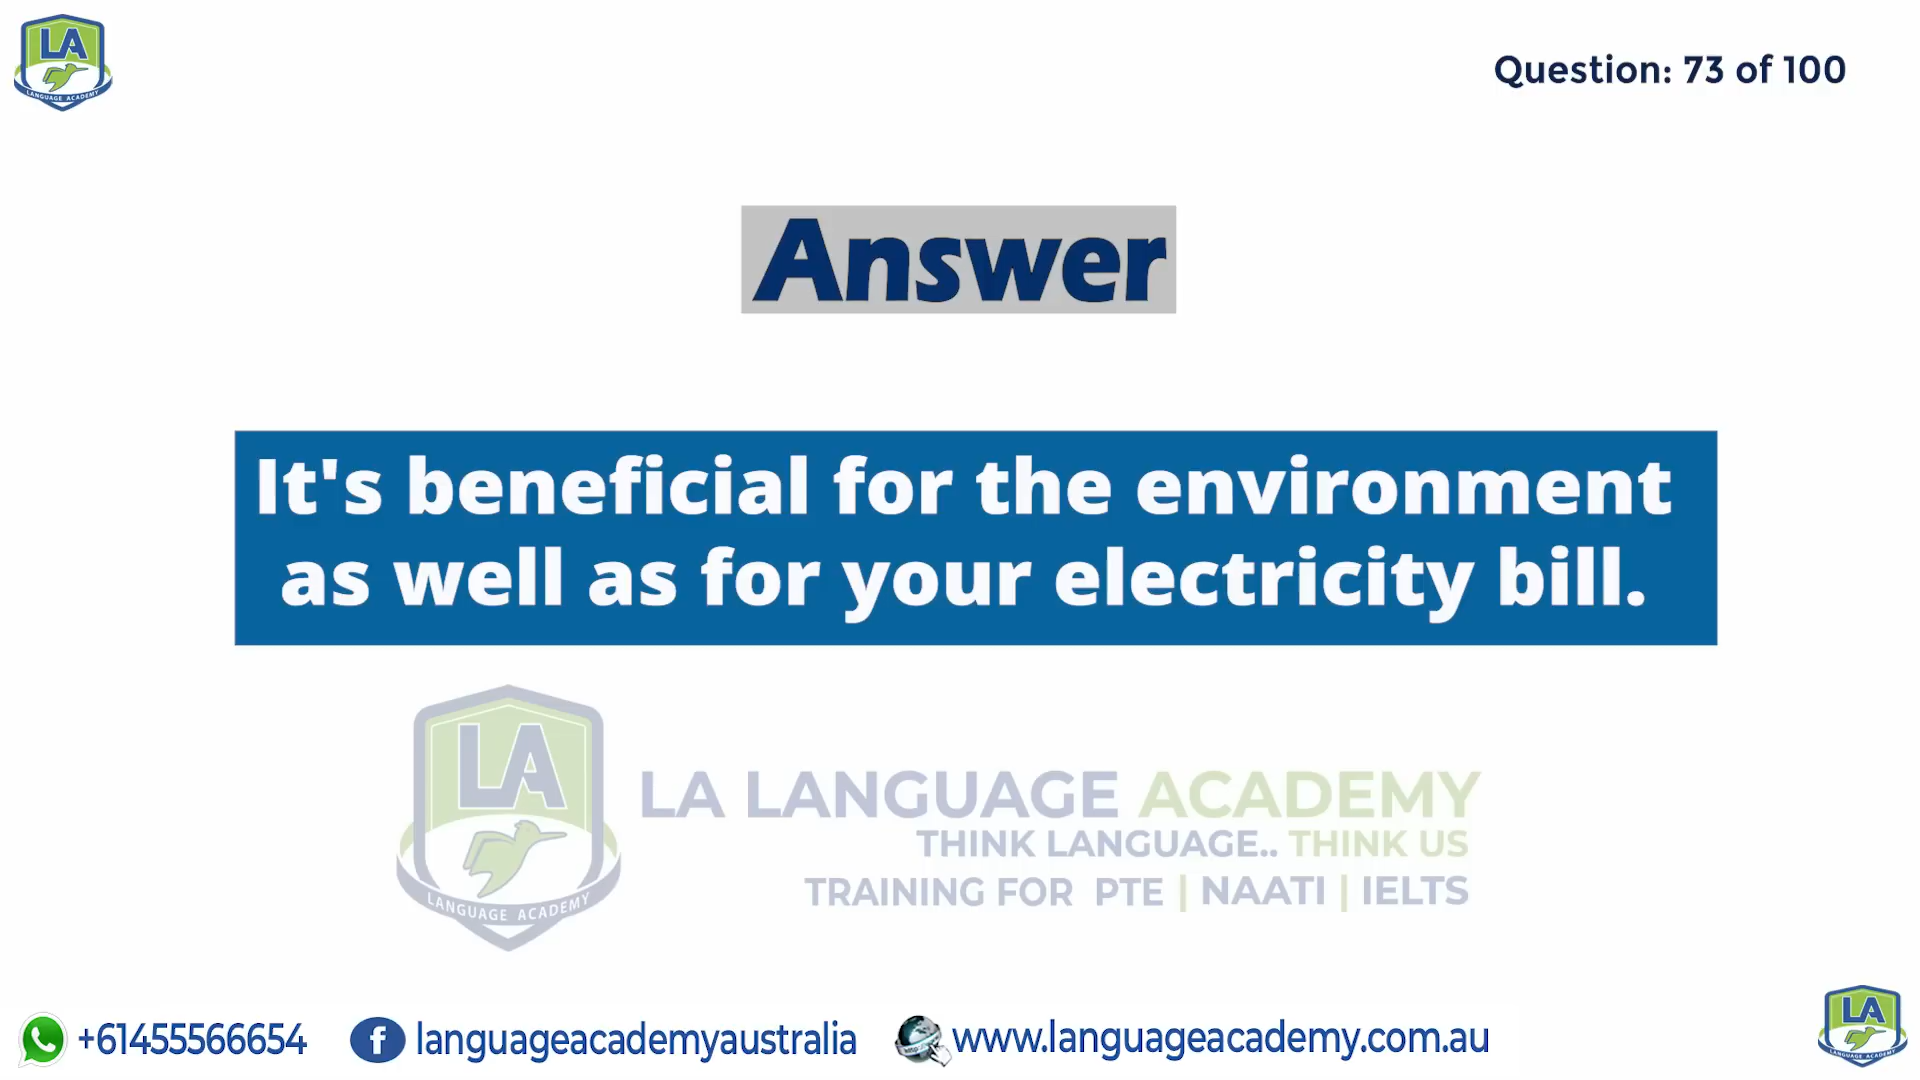 LA
LANGUAGE ACADEMY
Question: 73 of 100
Answer
It's beneficial for the environment
as well as for your electricity bill.
LA
LANGUAGE ACADEMY
LA LANGUAGE ACADEMY
THINK LANGUAGE.. THINK US
TRAINING FOR PTE | NAATI | IELTS
+61455566654
f languageacademyaustralia
www.languageacademy.com.au
LA
LANGUAGE ACADEMY